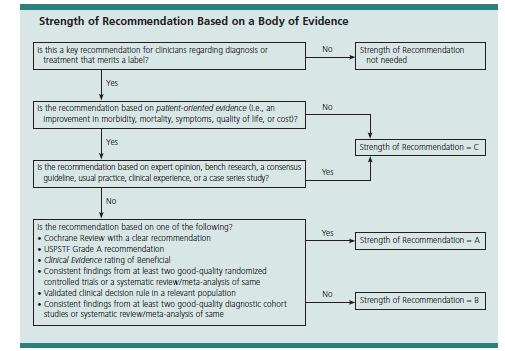 Strength of Recommendation Based on a Body of Evidence
Is this a key recommendation for clinicians regarding diagnosis or
treatment that merits a label?
No
Strength of Recommendation
not needed
Yes
Is the recommendation based on patient-oriented evidence (i.e., an
improvement in morbidity, mortality, symptoms, quality of life, or cost)?
No
Yes
Strength of Recommendation = C
Is the recommendation based on expert opinion, bench research, a consensus
guideline, usual practice, clinical experience, or a case series study?
Yes
No
Is the recommendation based on one of the following?
• Cochrane Review with a clear recommendation
• USPSTF Grade A recommendation
• Clinical Evidence rating of Beneficial
• Consistent findings from at least two good-quality randomized
controlled trials or a systematic review/meta-analysis of same
• Validated clinical decision rule in a relevant population
• Consistent findings from at least two good-quality diagnostic cohort
studies or systematic review/meta-analysis of same
Yes
Strength of Recommendation = A
No
Strength of Recommendation = B